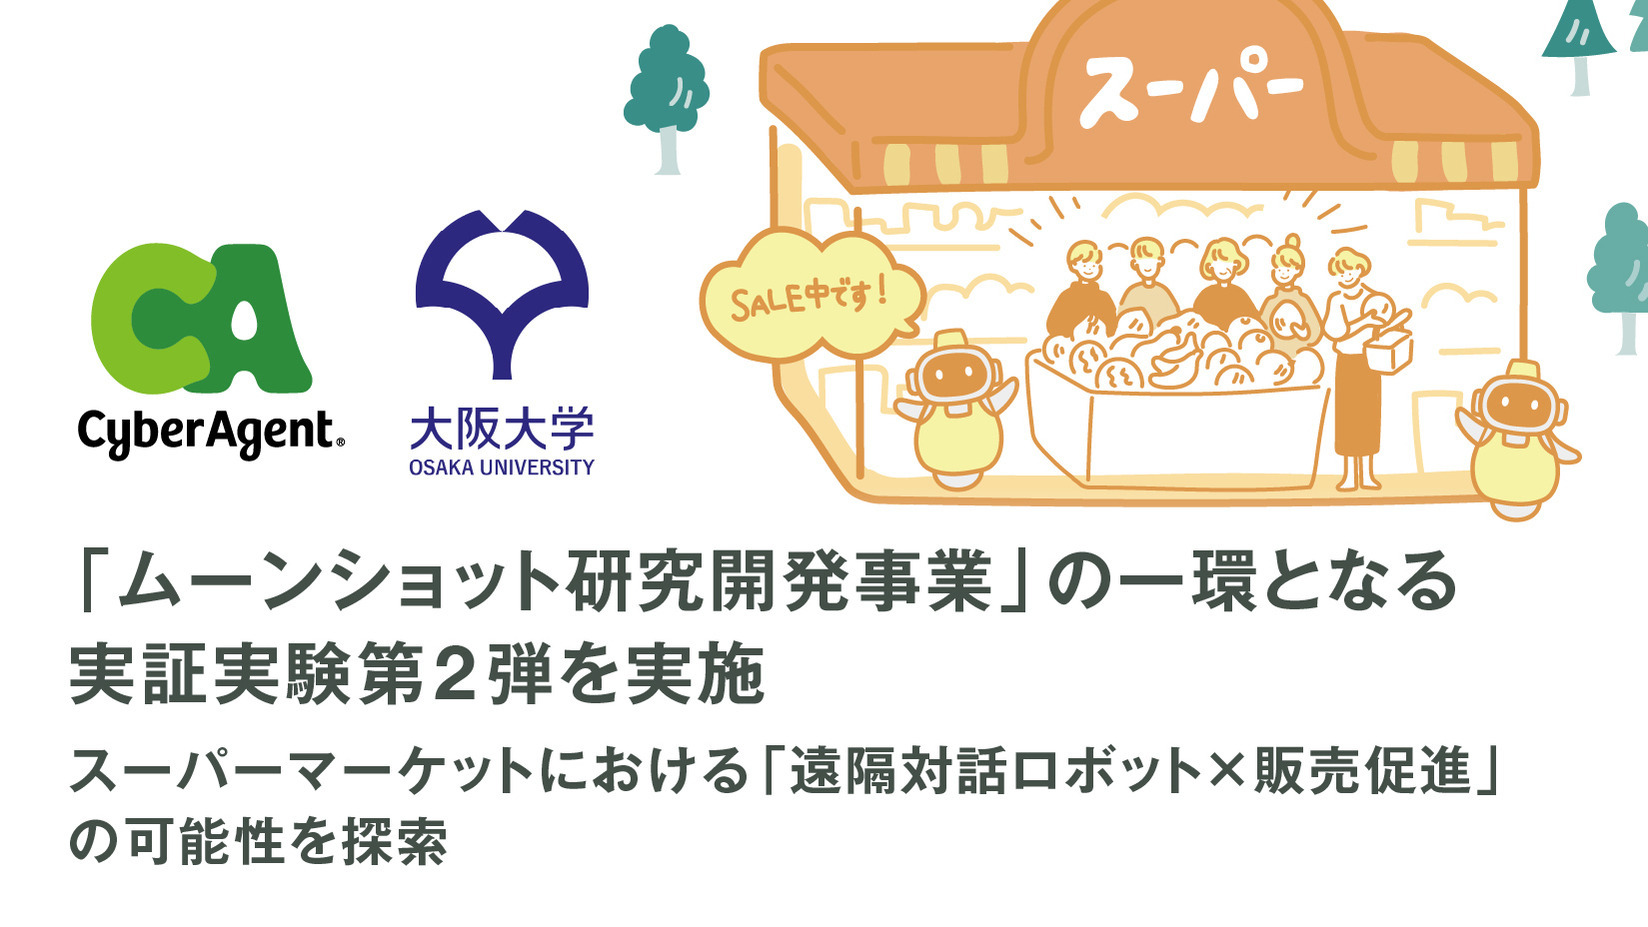 スーパー
SALE中です!
CyberAgent®
大阪大学
OSAKA UNIVERSITY
「ムーンショット研究開発事業」の一環となる
実証実験第2弾を実施
スーパーマーケットにおける「遠隔対話ロボット×販売促進」
の可能性を探索